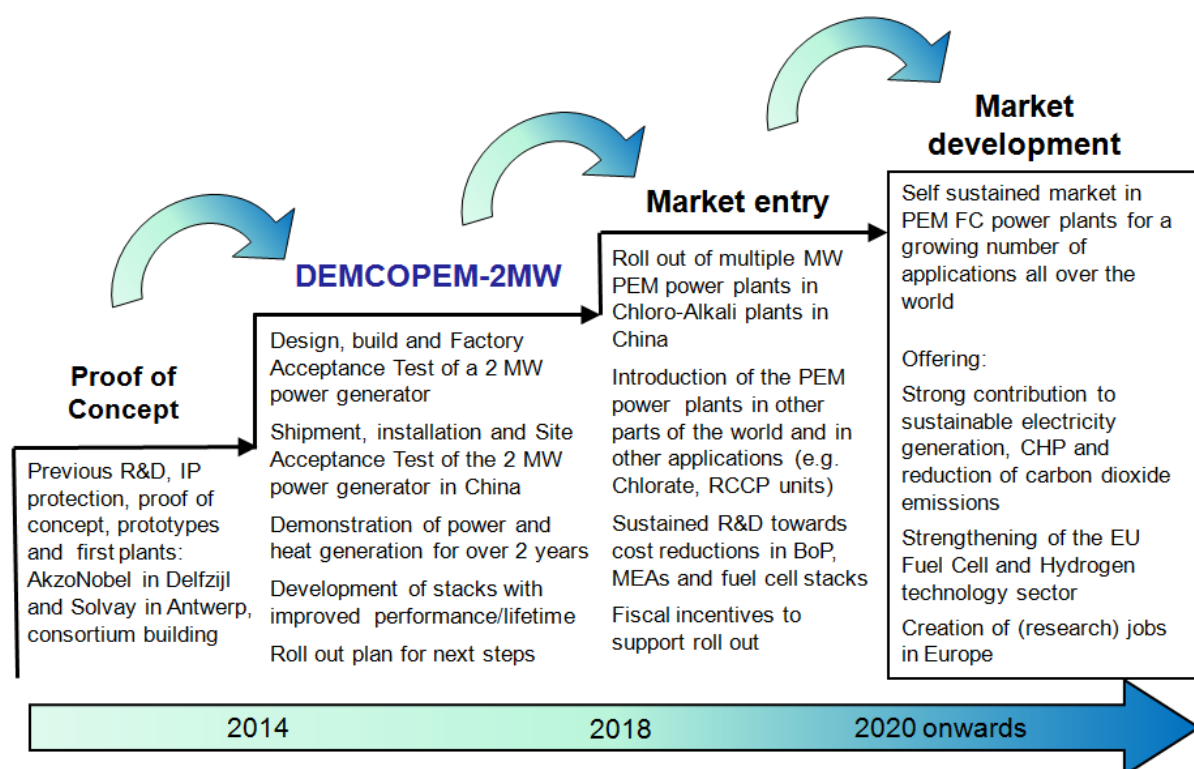 Proof of
Concept
Previous R&D, IP
protection, proof of
concept, prototypes
and first plants:
AkzoNobel in Delfzijl
and Solvay in Antwerp,
consortium building
DEMCOPEM-2MW
Design, build and Factory
Acceptance Test of a 2 MW
power generator
Shipment, installation and Site
Acceptance Test of the 2 MW
power generator in China
Demonstration of power and
heat generation for over 2 years
Development of stacks with
improved performance/lifetime
Roll out plan for next steps
Market entry
Roll out of multiple MW
PEM power plants in
Chloro-Alkali plants in
China
Introduction of the PEM
power plants in other
parts of the world and in
other applications (e.g.
Chlorate, RCCP units)
Sustained R&D towards
cost reductions in BoP,
MEAs and fuel cell stacks
Fiscal incentives to
support roll out
Market
development
Self sustained market in
PEM FC power plants for a
growing number of
applications all over the
world
Offering:
Strong contribution to
sustainable electricity
generation, CHP and
reduction of carbon dioxide
emissions
Strengthening of the EU
Fuel Cell and Hydrogen
technology sector
Creation of (research) jobs
in Europe
2014
2018
2020 onwards